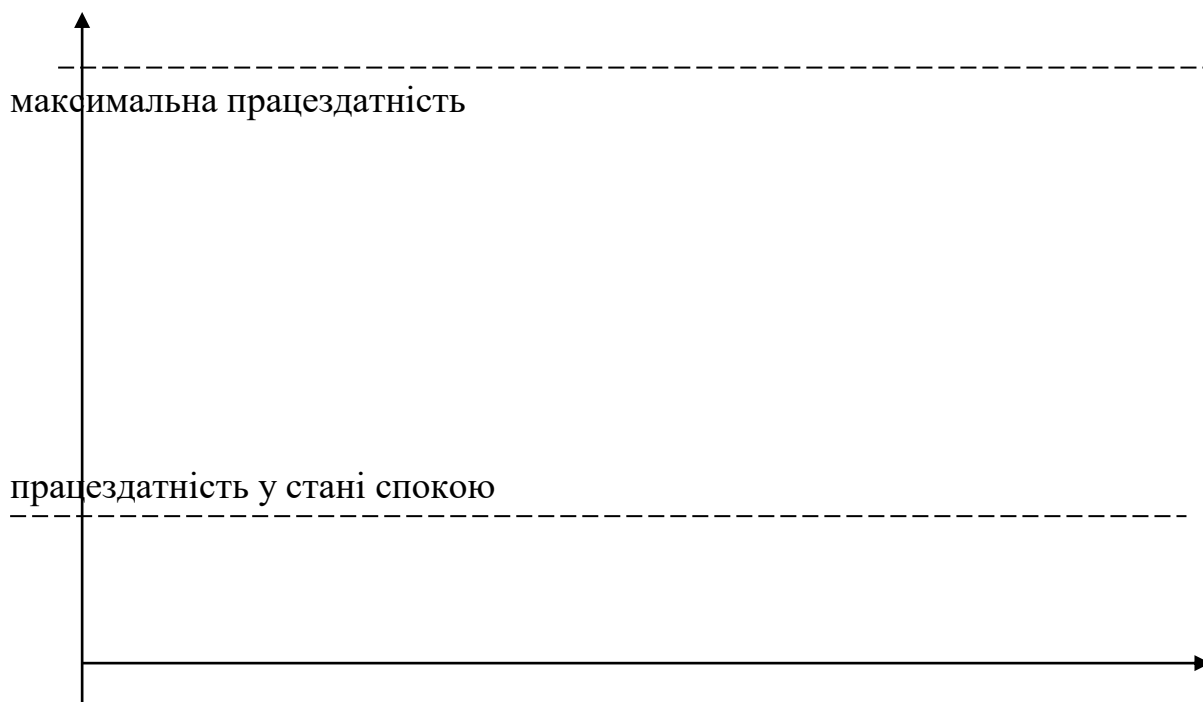 максимальна працездатність
працездатність у стані спокою